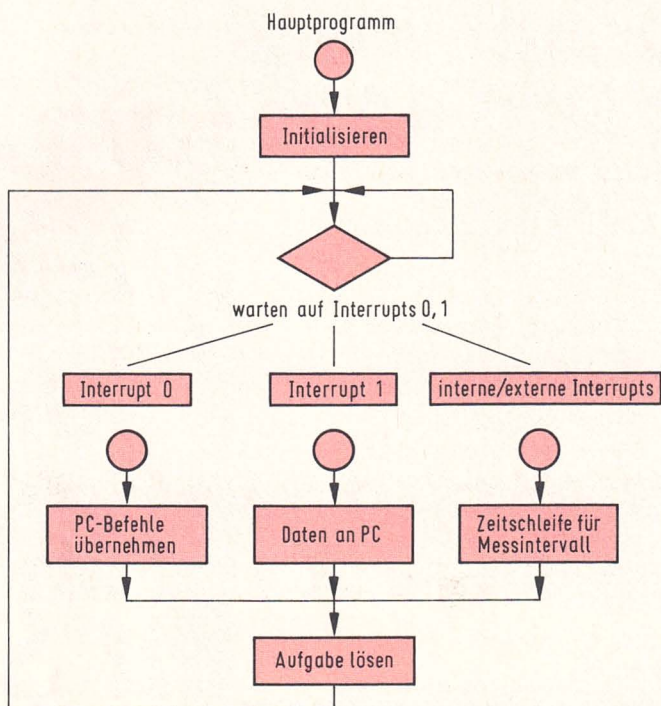 Hauptprogramm
Initialisieren
warten auf Interrupts 0, 1
Interrupt 0
Interrupt 1
interne/externe Interrupts
PC-Befehle
übernehmen
Daten an PC
Zeitschleife für
Messintervall
Aufgabe lösen